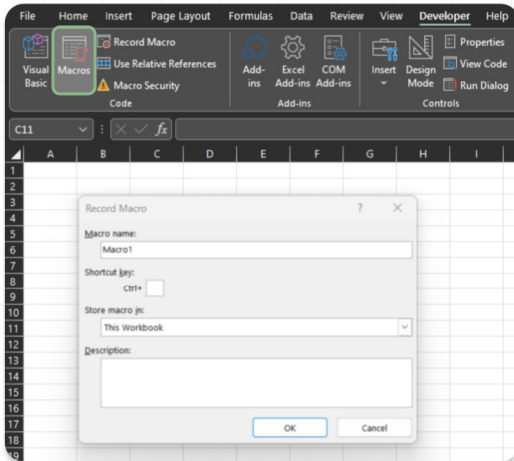 File Home Insert Page Layout Formulas Data Review View Developer Help
Visual Basic
Macros
Record Macro
Use Relative References
Macro Security
Code
Add-ins
Excel Add-ins
COM Add-ins
Add-ins
Insert
Design Mode
Properties
View Code
Run Dialog
Controls
C11
fx
A B C D E F G H I
1
2
3
4
5
6
7
8
9
10
11
12
13
14
15
16
17
18
19
Record Macro ? ×
Macro name:
Macro1
Shortcut key:
Ctrl+
Store macro in:
This Workbook
Description:
OK Cancel